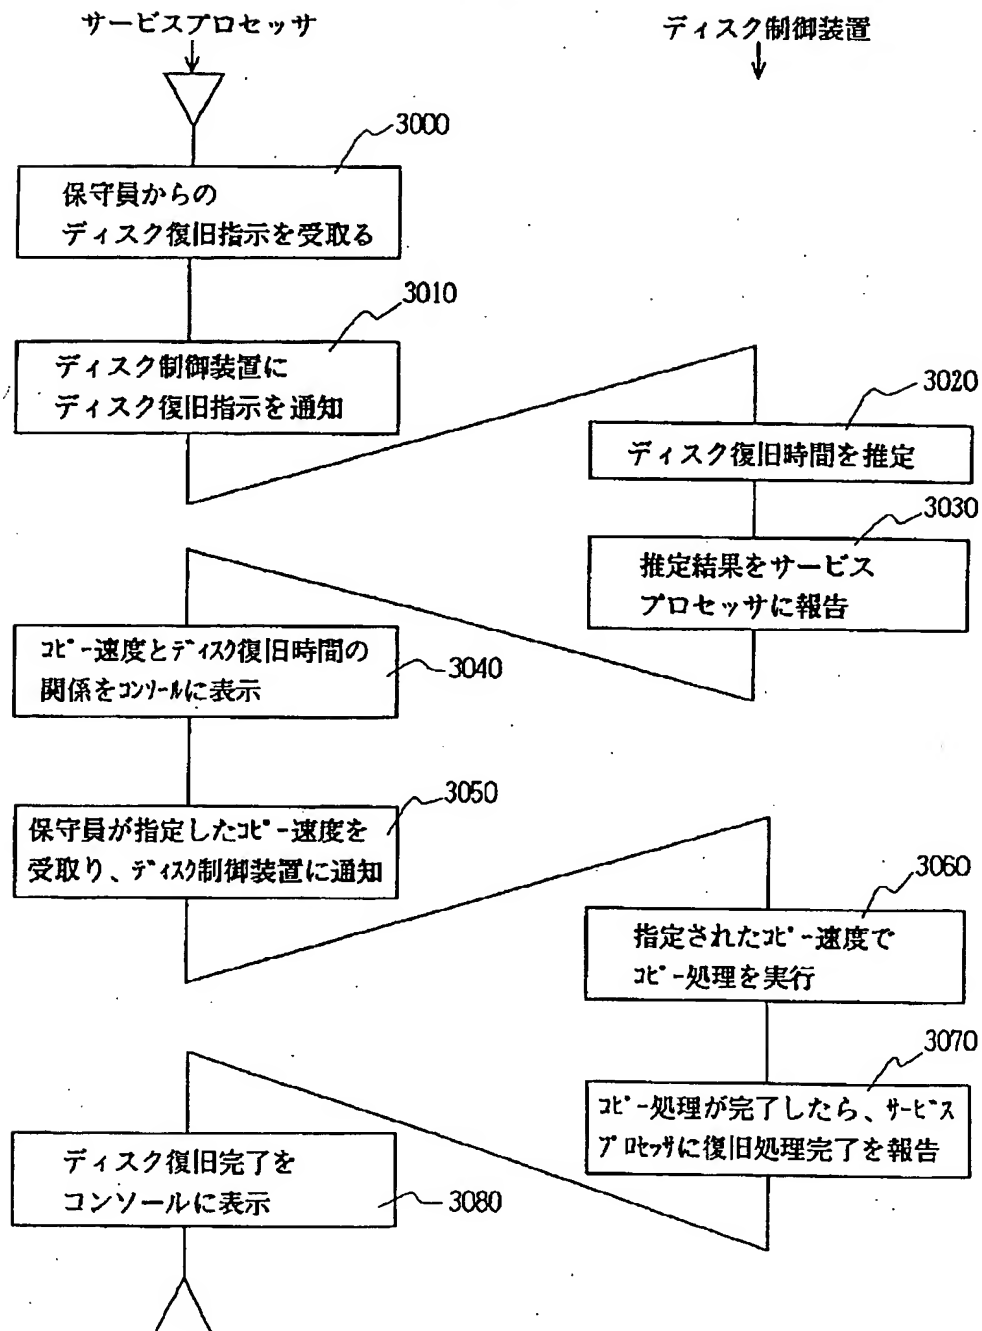 サービスプロセッサ
ディスク制御装置
3000
保守員からの
ディスク復旧指示を受取る
3010
ディスク制御装置に
ディスク復旧指示を通知
3020
ディスク復旧時間を推定
3030
推定結果をサービス
プロセッサに報告
ｺﾋﾟｰ速度とﾃﾞｨｽｸ復旧時間の
関係をｺﾝｿｰﾙに表示
3040
3050
保守員が指定したｺﾋﾟｰ速度を
受取り、ﾃﾞｨｽｸ制御装置に通知
3060
指定されたｺﾋﾟｰ速度で
ｺﾋﾟｰ処理を実行
3070
ｺﾋﾟｰ処理が完了したら、ｻｰﾋﾞｽ
ﾌﾟﾛｾｯｻに復旧処理完了を報告
ディスク復旧完了を
コンソールに表示
3080